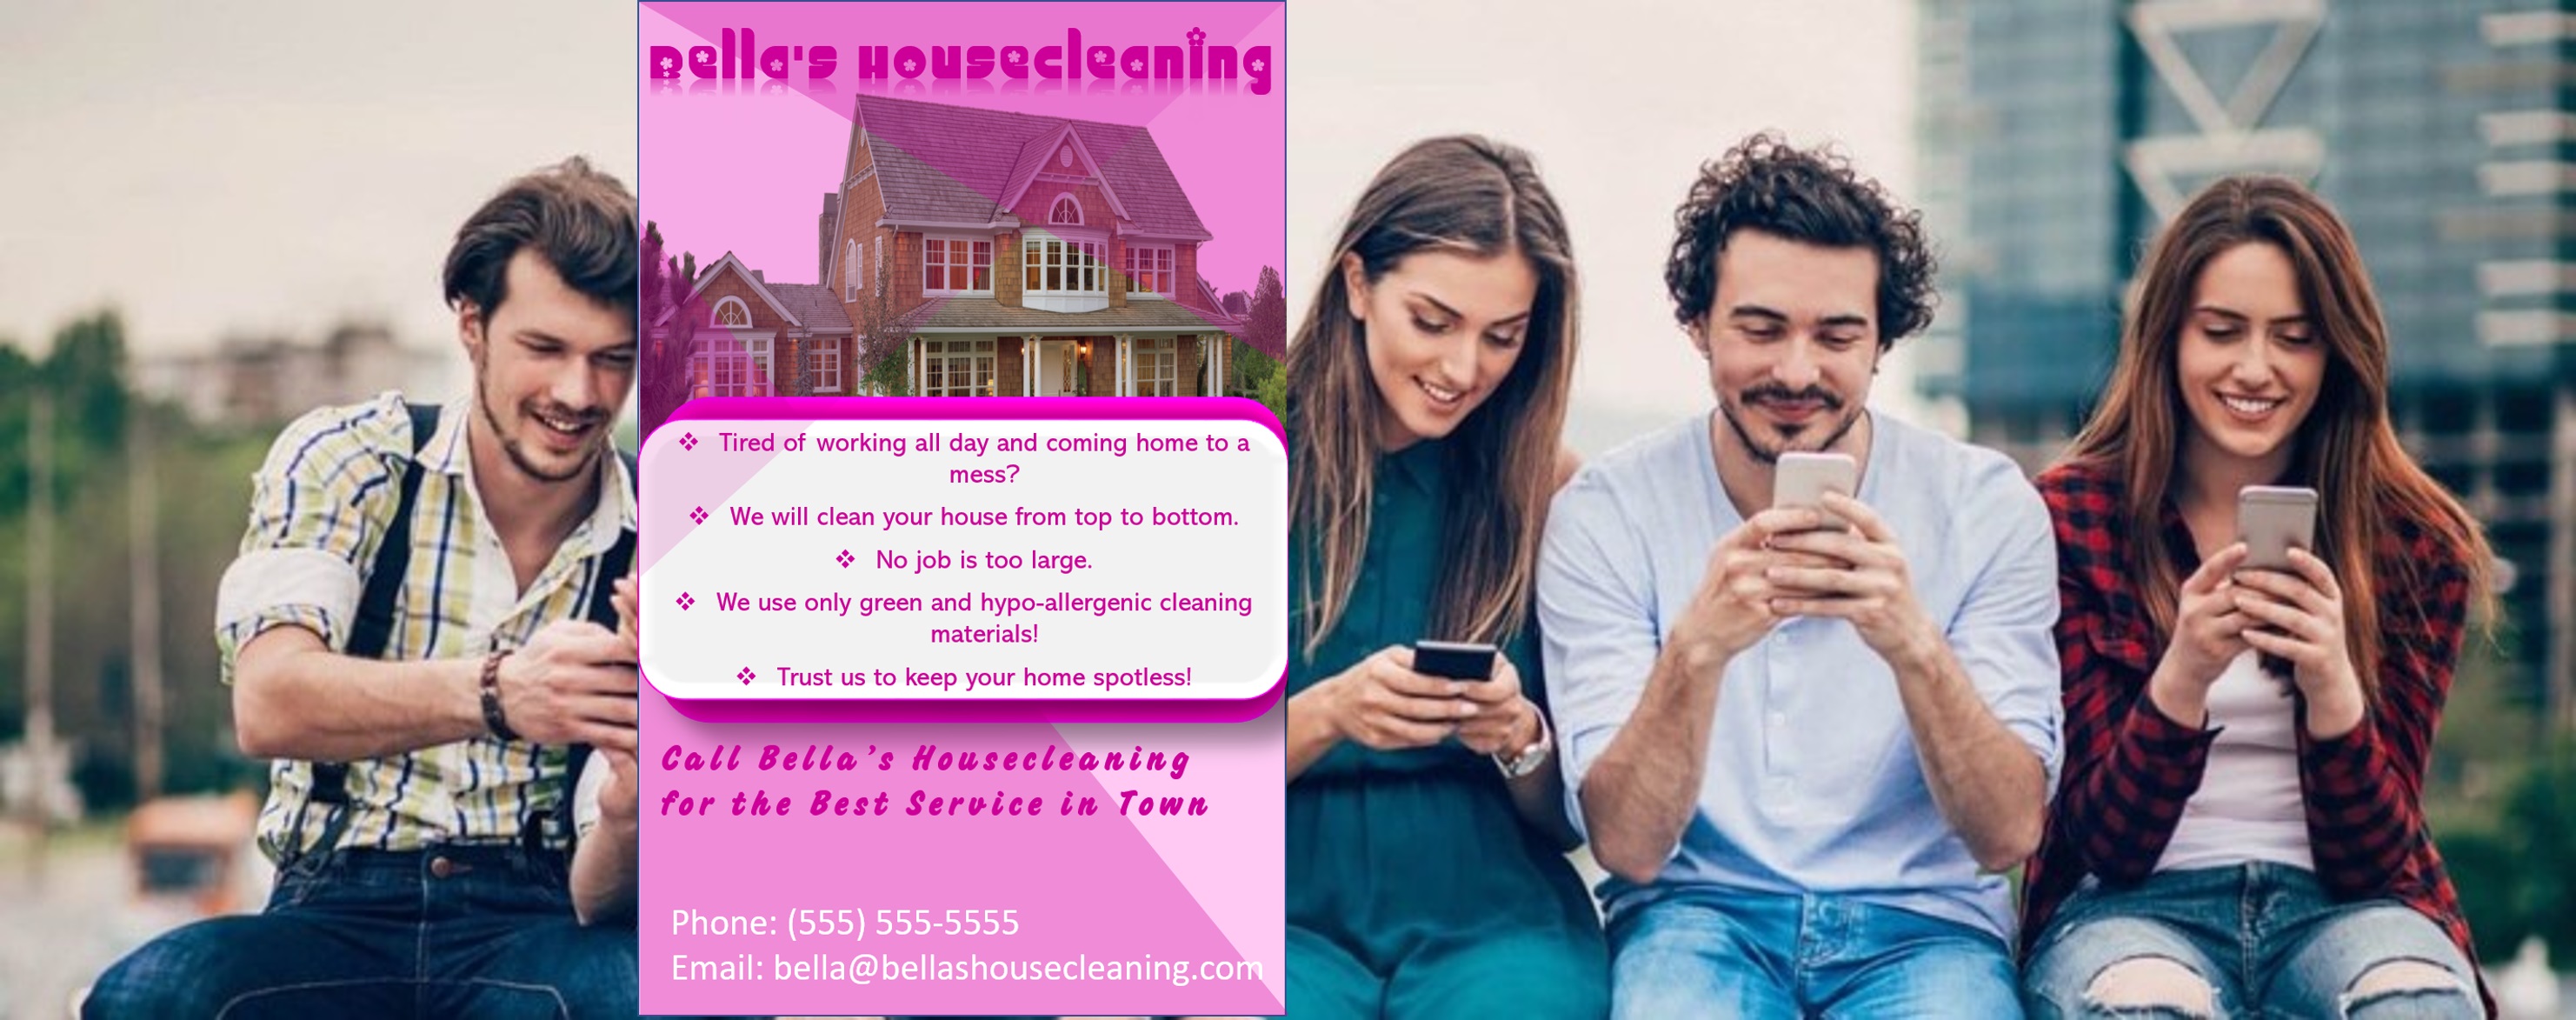 Bella's Housecleaning
❖ Tired of working all day and coming home to a
mess?
❖ We will clean your house from top to bottom.
❖ No job is too large.
❖ We use only green and hypo-allergenic cleaning
materials!
❖ Trust us to keep your home spotless!
Call Bella’s Housecleaning
for the Best Service in Town
Phone: (555) 555-5555
Email: bella@bellashousecleaning.com